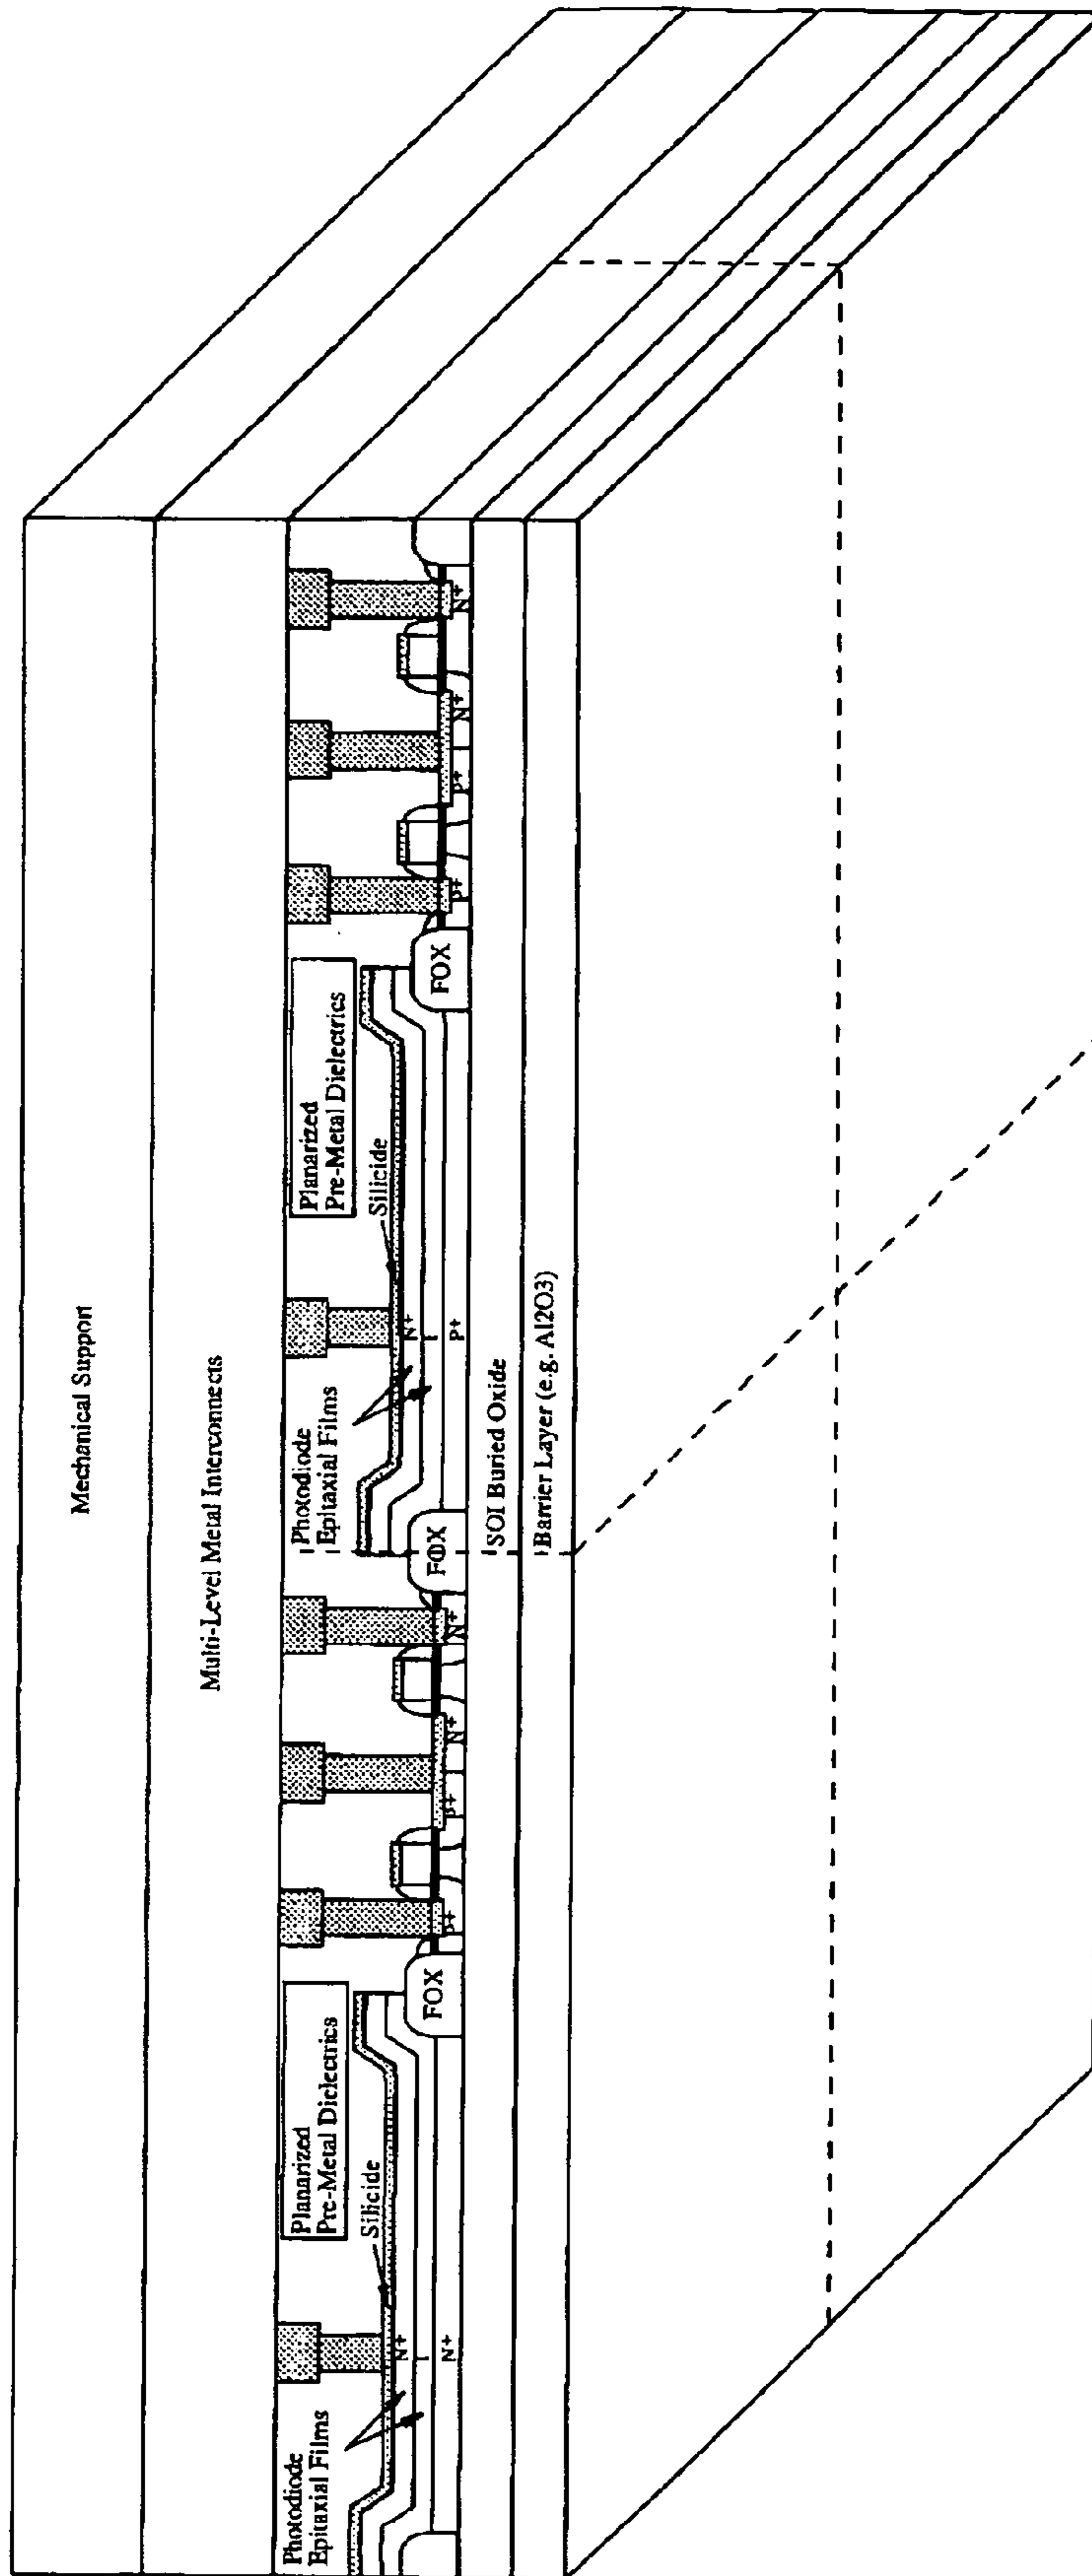 Mechanical Support
Multi-Level Metal Interconnects
Photodiode
Epitaxial Films
Planarized
Pre-Metal Dielectrics
Silicide
N+
I
N+
FOX
P+
P+
N+
N+
FOX
Photodiode
Epitaxial Films
Planarized
Pre-Metal Dielectrics
Silicide
N+
I
P+
FOX
P+
P+
N+
N+
SOI Buried Oxide
Barrier Layer (e.g. Al2O3)